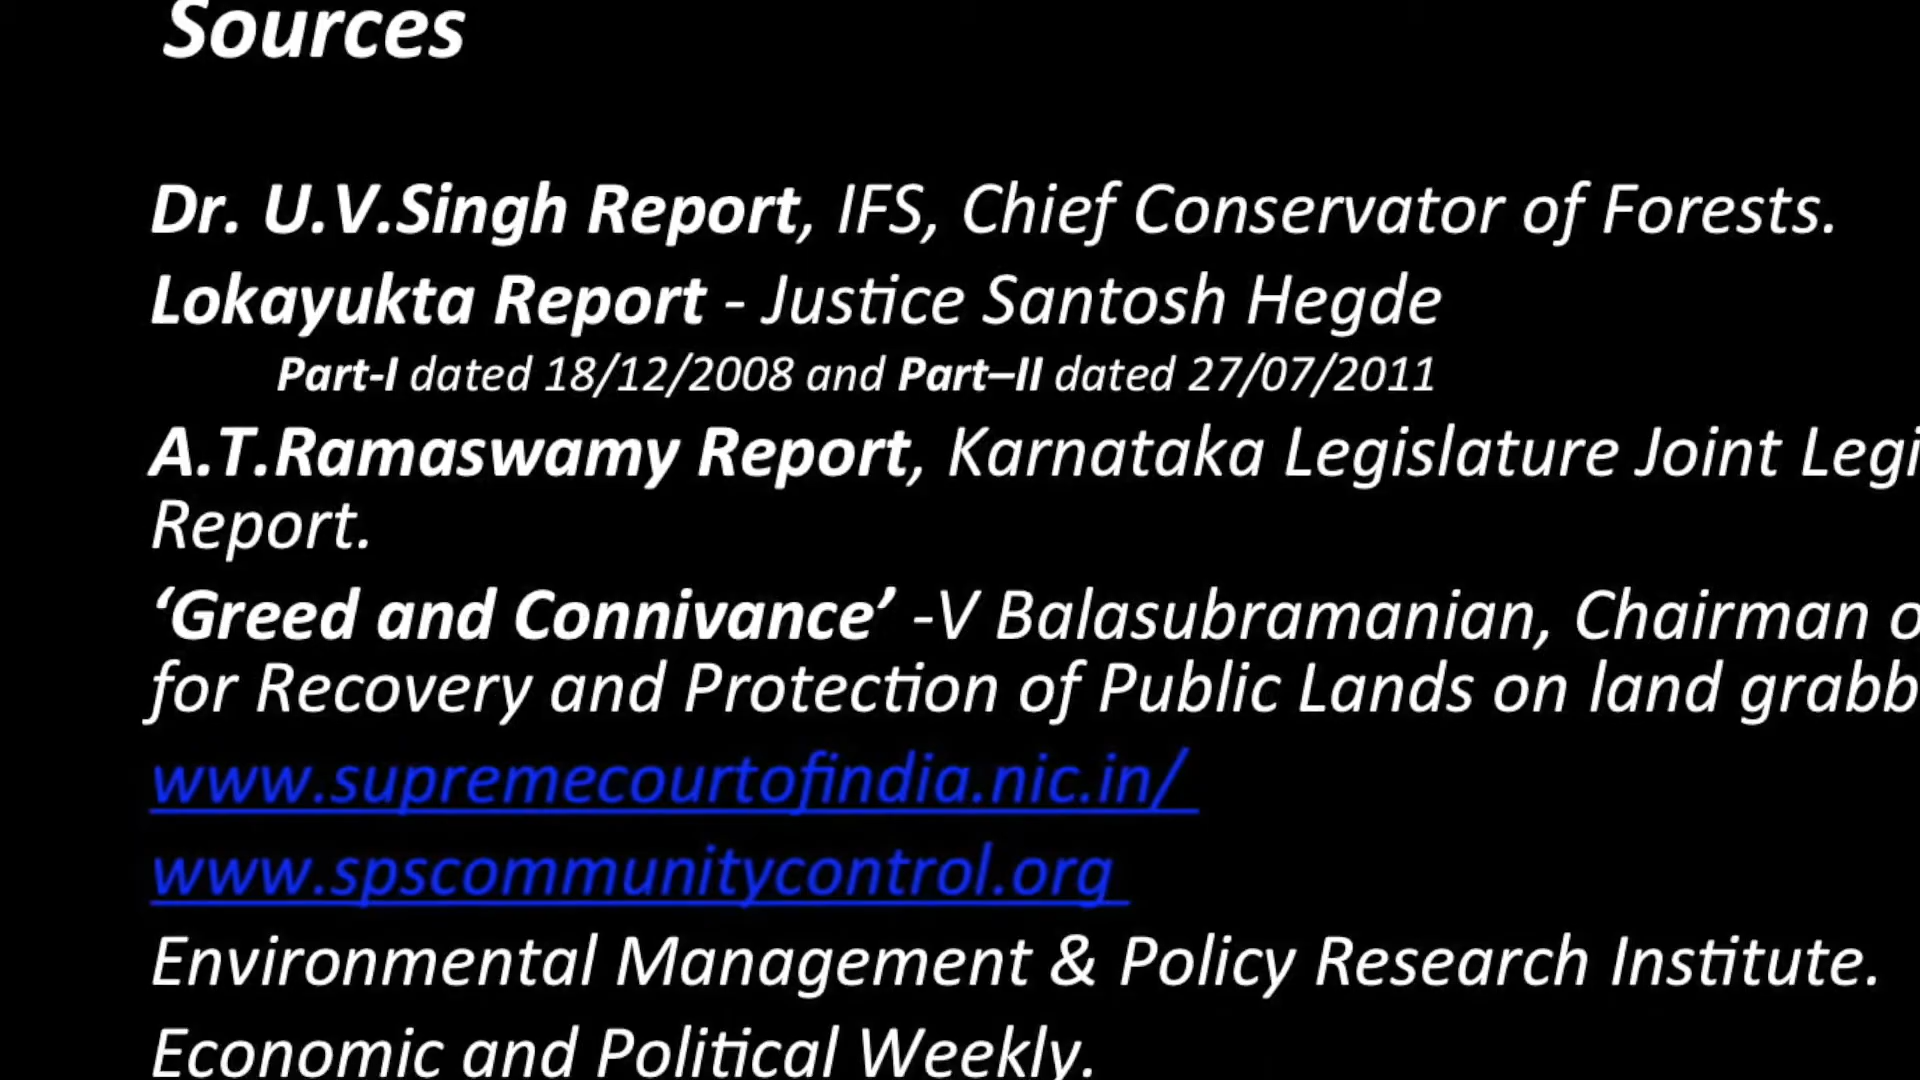 Sources
Dr. U.V.Singh Report, IFS, Chief Conservator of Forests.
Lokayukta Report - Justice Santosh Hegde
Part-I dated 18/12/2008 and Part–II dated 27/07/2011
A.T.Ramaswamy Report, Karnataka Legislature Joint
Report.
‘Greed and Connivance’ -V Balasubramanian, Chairman
for Recovery and Protection of Public Lands on land
www.supremecourtofindia.nic.in/
www.spscommunitycontrol.org
Environmental Management & Policy Research Institute.
Economic and Political Weekly.